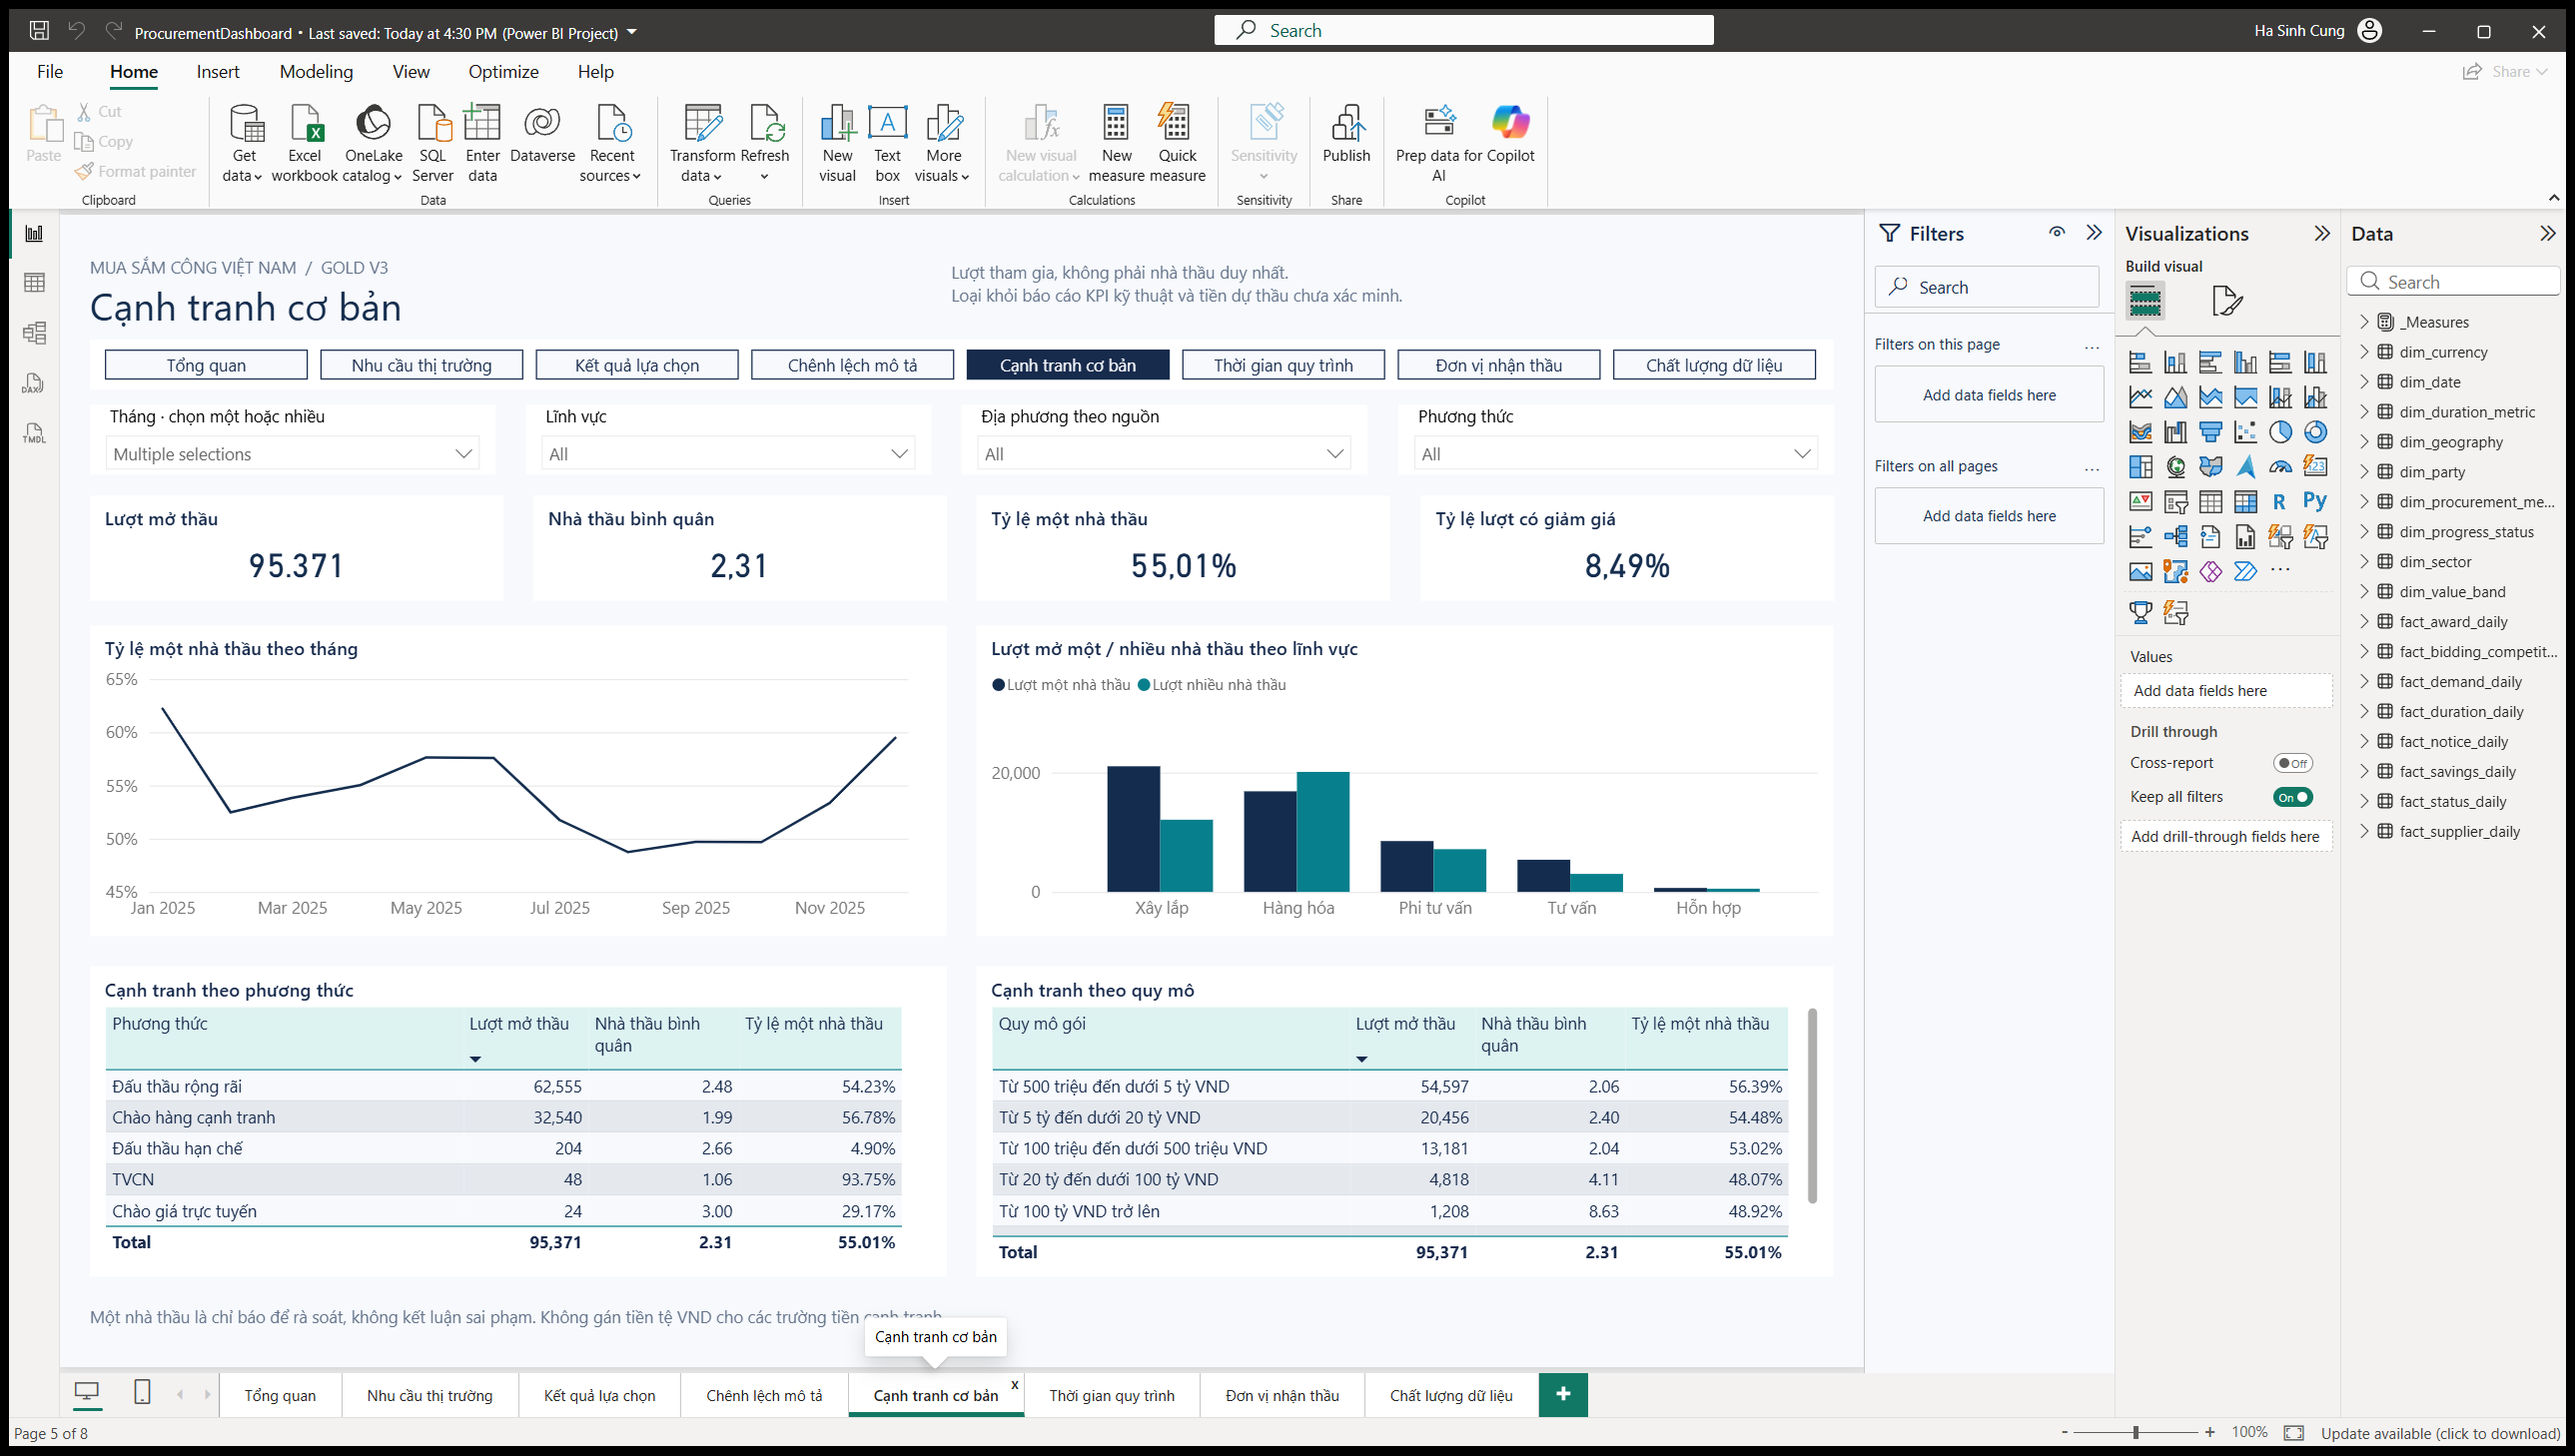 ProcurementDashboard • Last saved: Today at 4:30 PM (Power BI Project)
Search
Ha Sinh Cung
File Home Insert Modeling View Optimize Help
Share
Paste
Cut
Copy
Format painter
Clipboard
Get data
Excel workbook
OneLake catalog
SQL Server
Enter data
Dataverse
Recent sources
Data
Transform data
Refresh
Queries
New visual
Text box
More visuals
Insert
New visual calculation
New measure
Quick measure
Calculations
Sensitivity
Sensitivity
Publish
Share
Prep data for AI
Copilot
Copilot
DAX
TMDL
MUA SẮM CÔNG VIỆT NAM / GOLD V3
Cạnh tranh cơ bản
Lượt tham gia, không phải nhà thầu duy nhất.
Loại khỏi báo cáo KPI kỹ thuật và tiền dự thầu chưa xác minh.
Tổng quan
Nhu cầu thị trường
Kết quả lựa chọn
Chênh lệch mô tả
Cạnh tranh cơ bản
Thời gian quy trình
Đơn vị nhận thầu
Chất lượng dữ liệu
Tháng · chọn một hoặc nhiều
Multiple selections
Lĩnh vực
All
Địa phương theo nguồn
All
Phương thức
All
Lượt mở thầu
95.371
Nhà thầu bình quân
2,31
Tỷ lệ một nhà thầu
55,01%
Tỷ lệ lượt có giảm giá
8,49%
Tỷ lệ một nhà thầu theo tháng
65%
60%
55%
50%
45%
Jan 2025 Mar 2025 May 2025 Jul 2025 Sep 2025 Nov 2025
Lượt mở một / nhiều nhà thầu theo lĩnh vực
Lượt một nhà thầu Lượt nhiều nhà thầu
20,000
0
Xây lắp Hàng hóa Phi tư vấn Tư vấn Hỗn hợp
Cạnh tranh theo phương thức
Phương thức Lượt mở thầu Nhà thầu bình quân Tỷ lệ một nhà thầu
Đấu thầu rộng rãi 62,555 2.48 54.23%
Chào hàng cạnh tranh 32,540 1.99 56.78%
Đấu thầu hạn chế 204 2.66 4.90%
TVCN 48 1.06 93.75%
Chào giá trực tuyến 24 3.00 29.17%
Total 95,371 2.31 55.01%
Cạnh tranh theo quy mô
Quy mô gói Lượt mở thầu Nhà thầu bình quân Tỷ lệ một nhà thầu
Từ 500 triệu đến dưới 5 tỷ VND 54,597 2.06 56.39%
Từ 5 tỷ đến dưới 20 tỷ VND 20,456 2.40 54.48%
Từ 100 triệu đến dưới 500 triệu VND 13,181 2.04 53.02%
Từ 20 tỷ đến dưới 100 tỷ VND 4,818 4.11 48.07%
Từ 100 tỷ VND trở lên 1,208 8.63 48.92%
Total 95,371 2.31 55.01%
Một nhà thầu là chỉ báo để rà soát, không kết luận sai phạm. Không gán tiền tệ VND cho các trường tiền cạnh tranh
Cạnh tranh cơ bản
Filters
Search
Filters on this page
...
Add data fields here
Filters on all pages
...
Add data fields here
Visualizations
Build visual
123
R
Py
...
Values
Add data fields here
Drill through
Cross-report Off
Keep all filters On
Add drill-through fields here
Data
Search
_Measures
dim_currency
dim_date
dim_duration_metric
dim_geography
dim_party
dim_procurement_me...
dim_progress_status
dim_sector
dim_value_band
fact_award_daily
fact_bidding_competit...
fact_demand_daily
fact_duration_daily
fact_notice_daily
fact_savings_daily
fact_status_daily
fact_supplier_daily
Tổng quan Nhu cầu thị trường Kết quả lựa chọn Chênh lệch mô tả Cạnh tranh cơ bản x Thời gian quy trình Đơn vị nhận thầu Chất lượng dữ liệu +
Page 5 of 8
- + 100%
Update available (click to download)